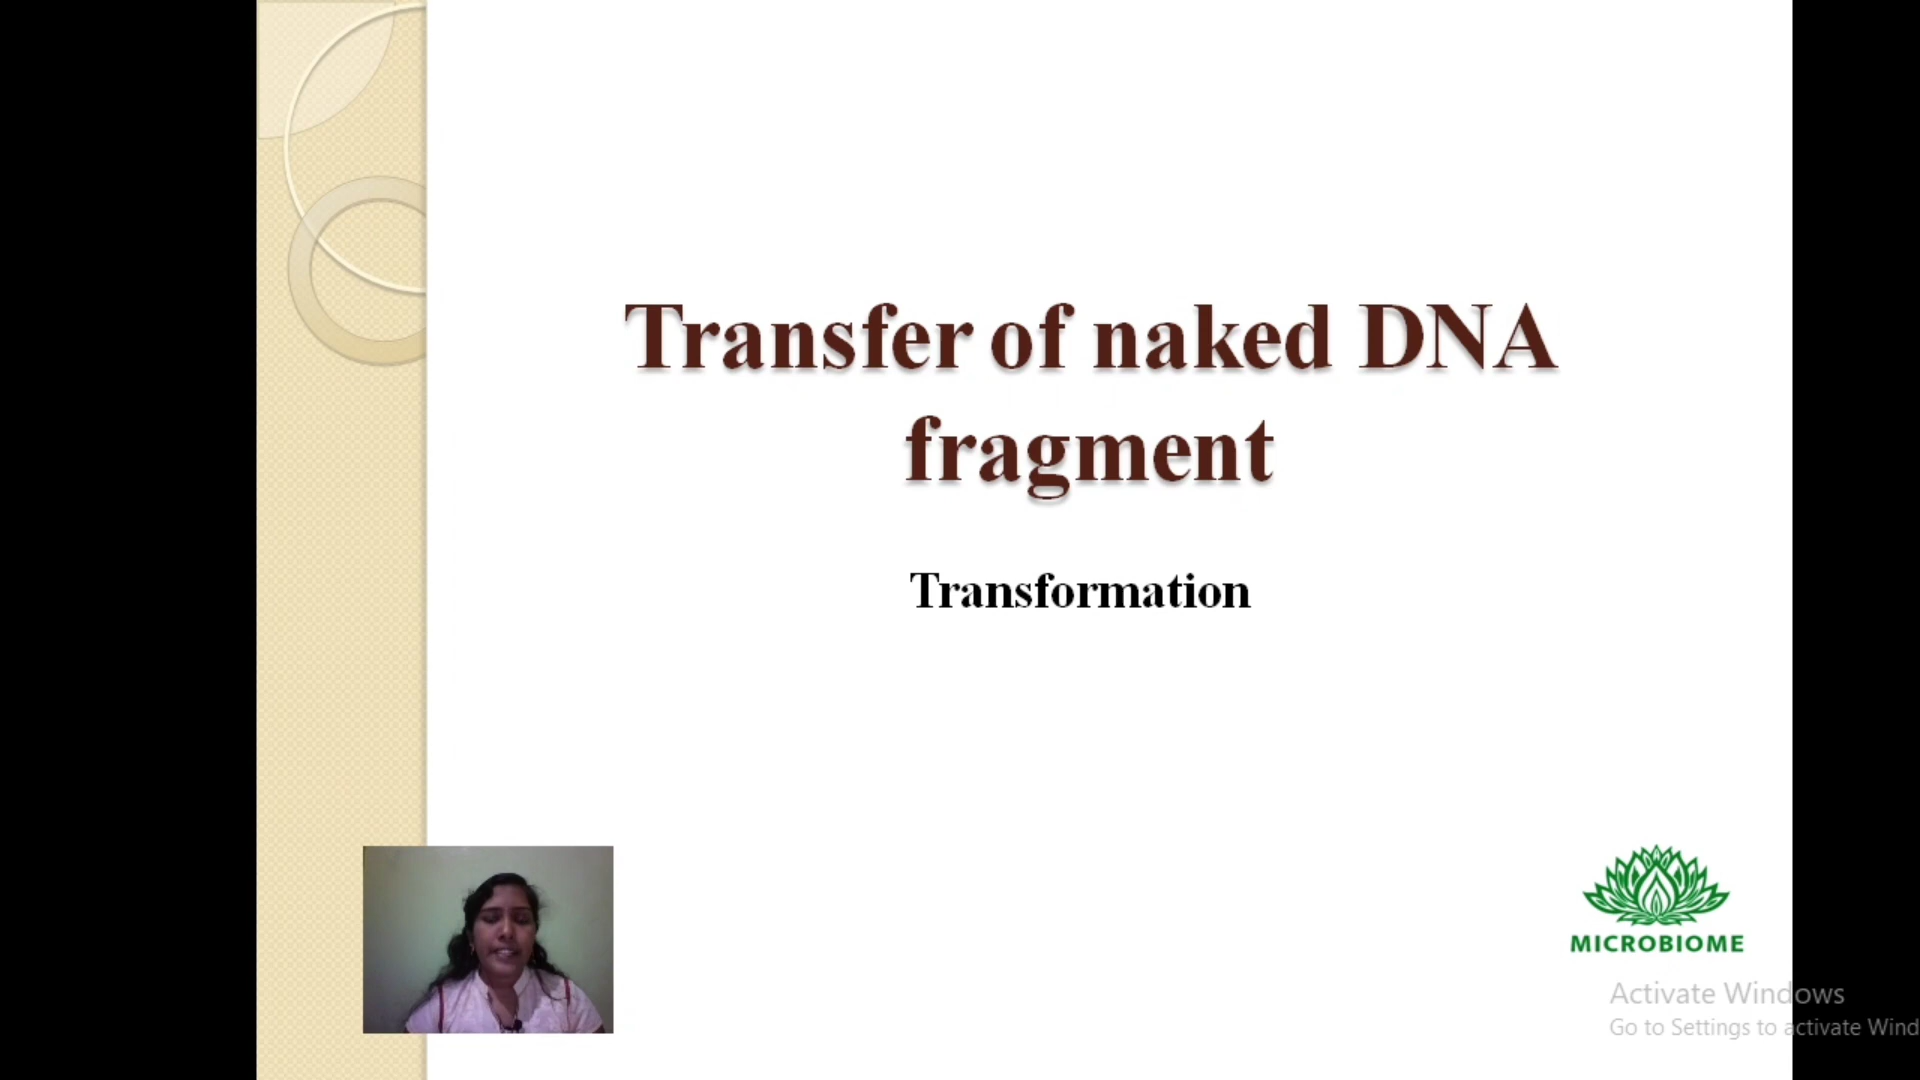 Transfer of naked DNA
fragment
Transformation
MICROBIOME
Activate Windows
Go to Settings to activate Wind